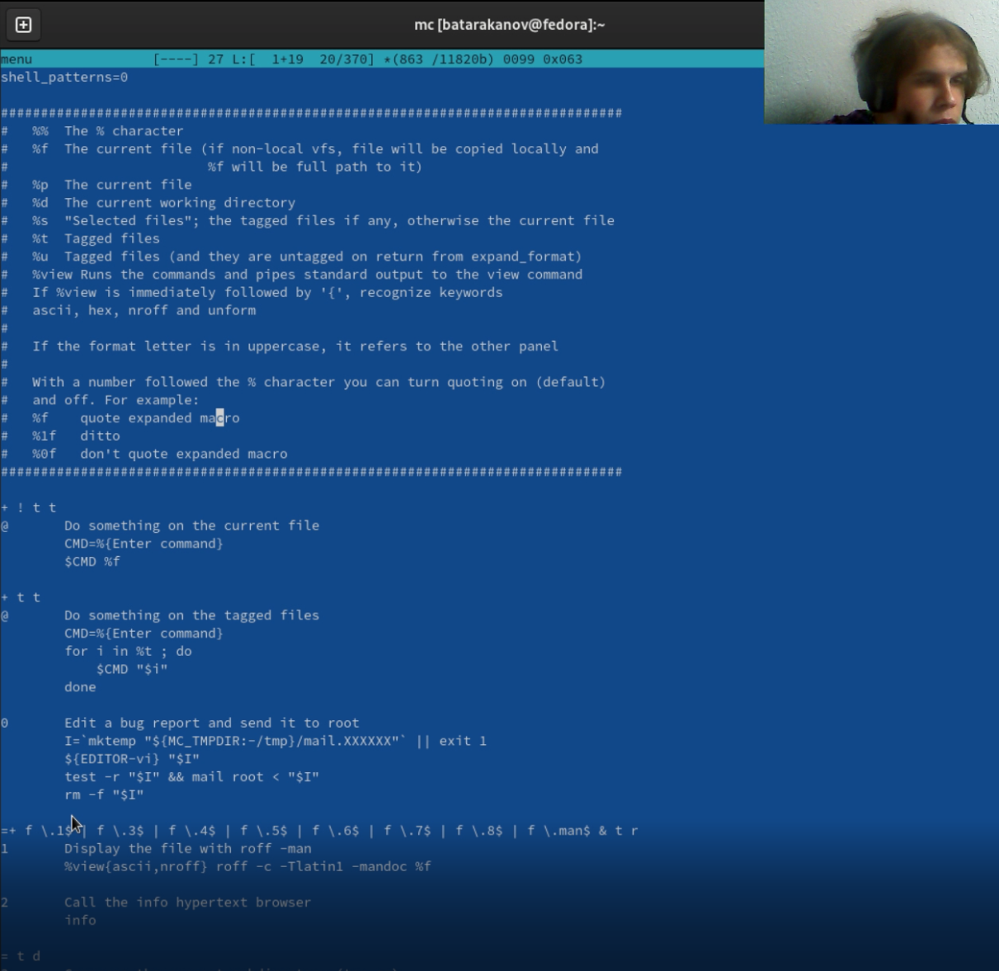 mc [batarakanov@fedora]:~
menu [----] 27 L:[ 1+19 20/370] *(863 /11820b) 0099 0x063
shell_patterns=0
##############################################################################
# %% The % character
# %f The current file (if non-local vfs, file will be copied locally and
# %f will be full path to it)
# %p The current file
# %d The current working directory
# %s "Selected files"; the tagged files if any, otherwise the current file
# %t Tagged files
# %u Tagged files (and they are untagged on return from expand_format)
# %view Runs the commands and pipes standard output to the view command
# If %view is immediately followed by '{', recognize keywords
# ascii, hex, nroff and unform
#
# If the format letter is in uppercase, it refers to the other panel
#
# With a number followed the % character you can turn quoting on (default)
# and off. For example:
# %f quote expanded macro
# %1f ditto
# %0f don't quote expanded macro
##############################################################################
+ ! t t
@ Do something on the current file
CMD=%{Enter command}
$CMD %f
+ t t
@ Do something on the tagged files
CMD=%{Enter command}
for i in %t ; do
$CMD "$i"
done
0 Edit a bug report and send it to root
I=`mktemp "${MC_TMPDIR:-/tmp}/mail.XXXXXX"` || exit 1
${EDITOR-vi} "$I"
test -r "$I" && mail root < "$I"
rm -f "$I"
=+ f \.1$ | f \.3$ | f \.4$ | f \.5$ | f \.6$ | f \.7$ | f \.8$ | f \.man$ & t r
1 Display the file with roff -man
%view{ascii,nroff} roff -c -Tlatin1 -mandoc %f
2 Call the info hypertext browser
info
= t d